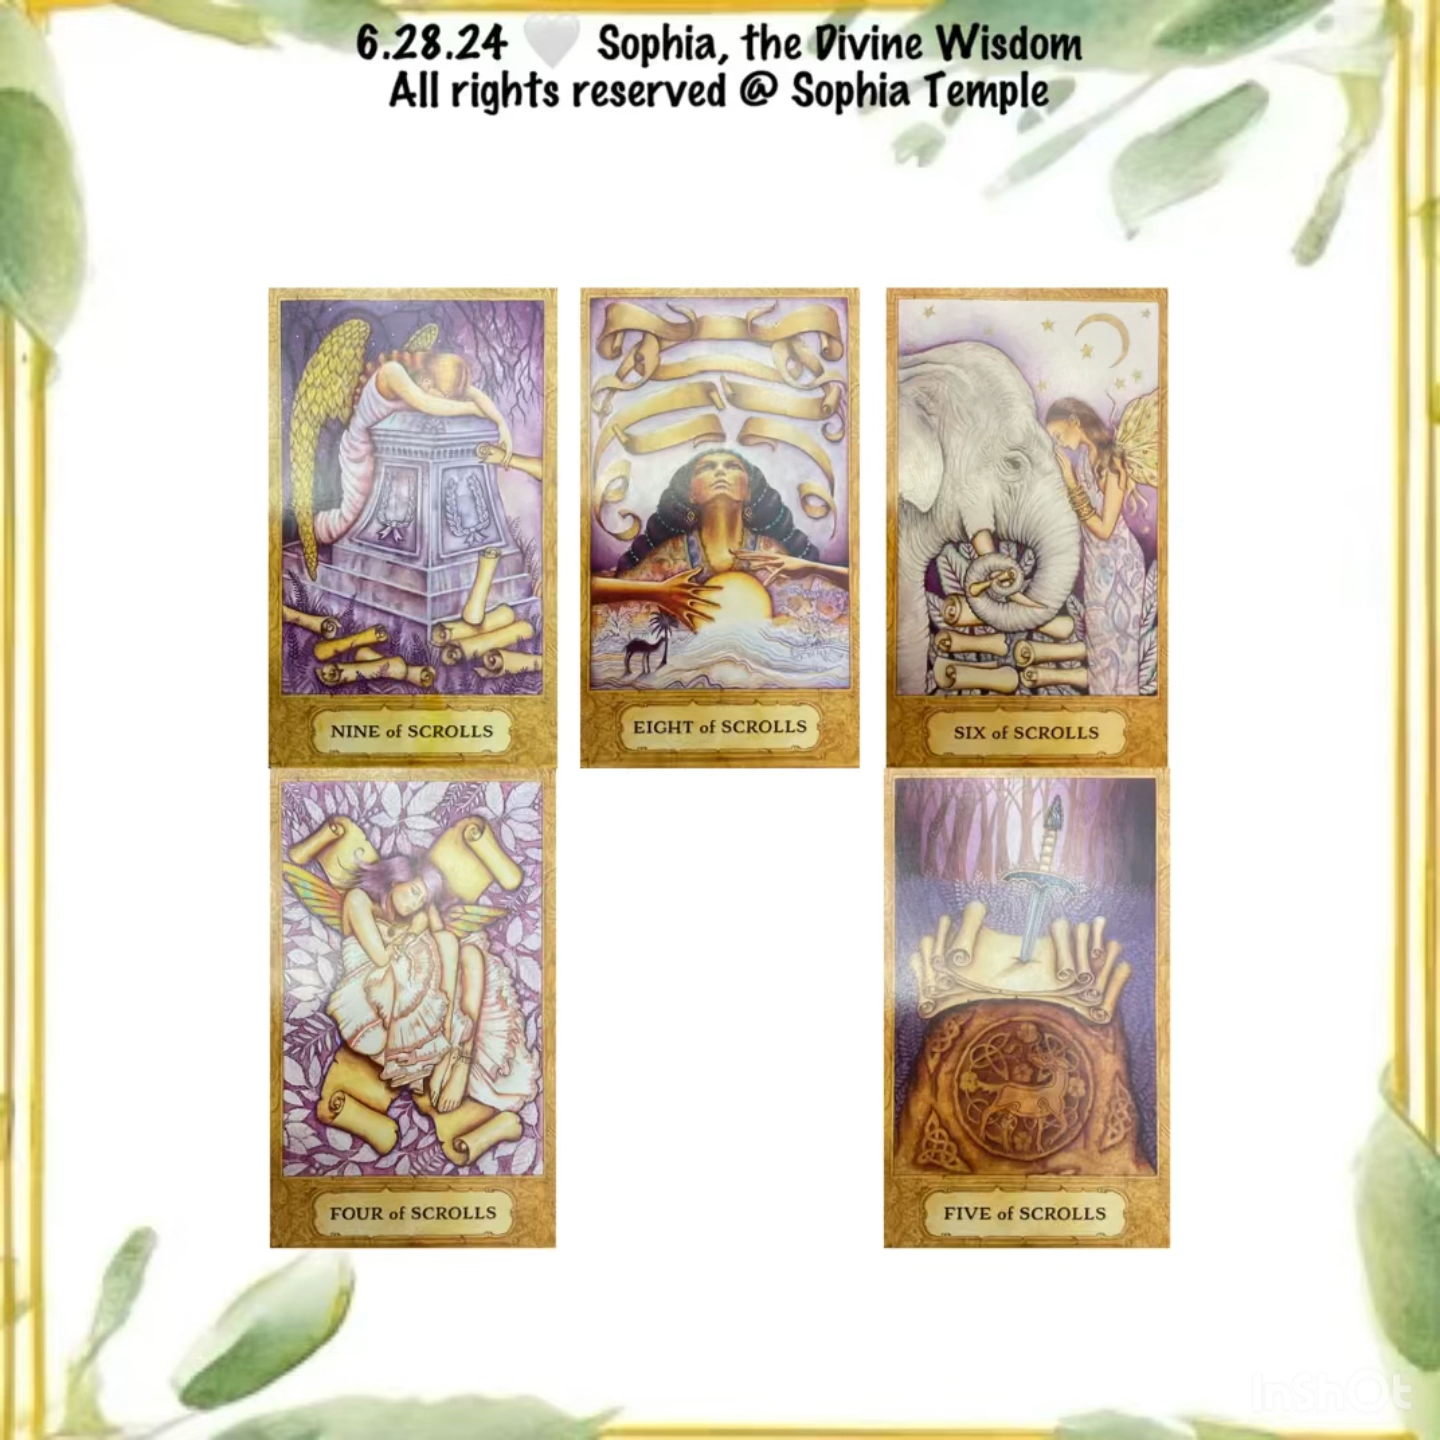 6.28.24 🤍 Sophia, the Divine Wisdom
All rights reserved @ Sophia Temple
NINE of SCROLLS
EIGHT of SCROLLS
SIX of SCROLLS
FOUR of SCROLLS
FIVE of SCROLLS
InShOt